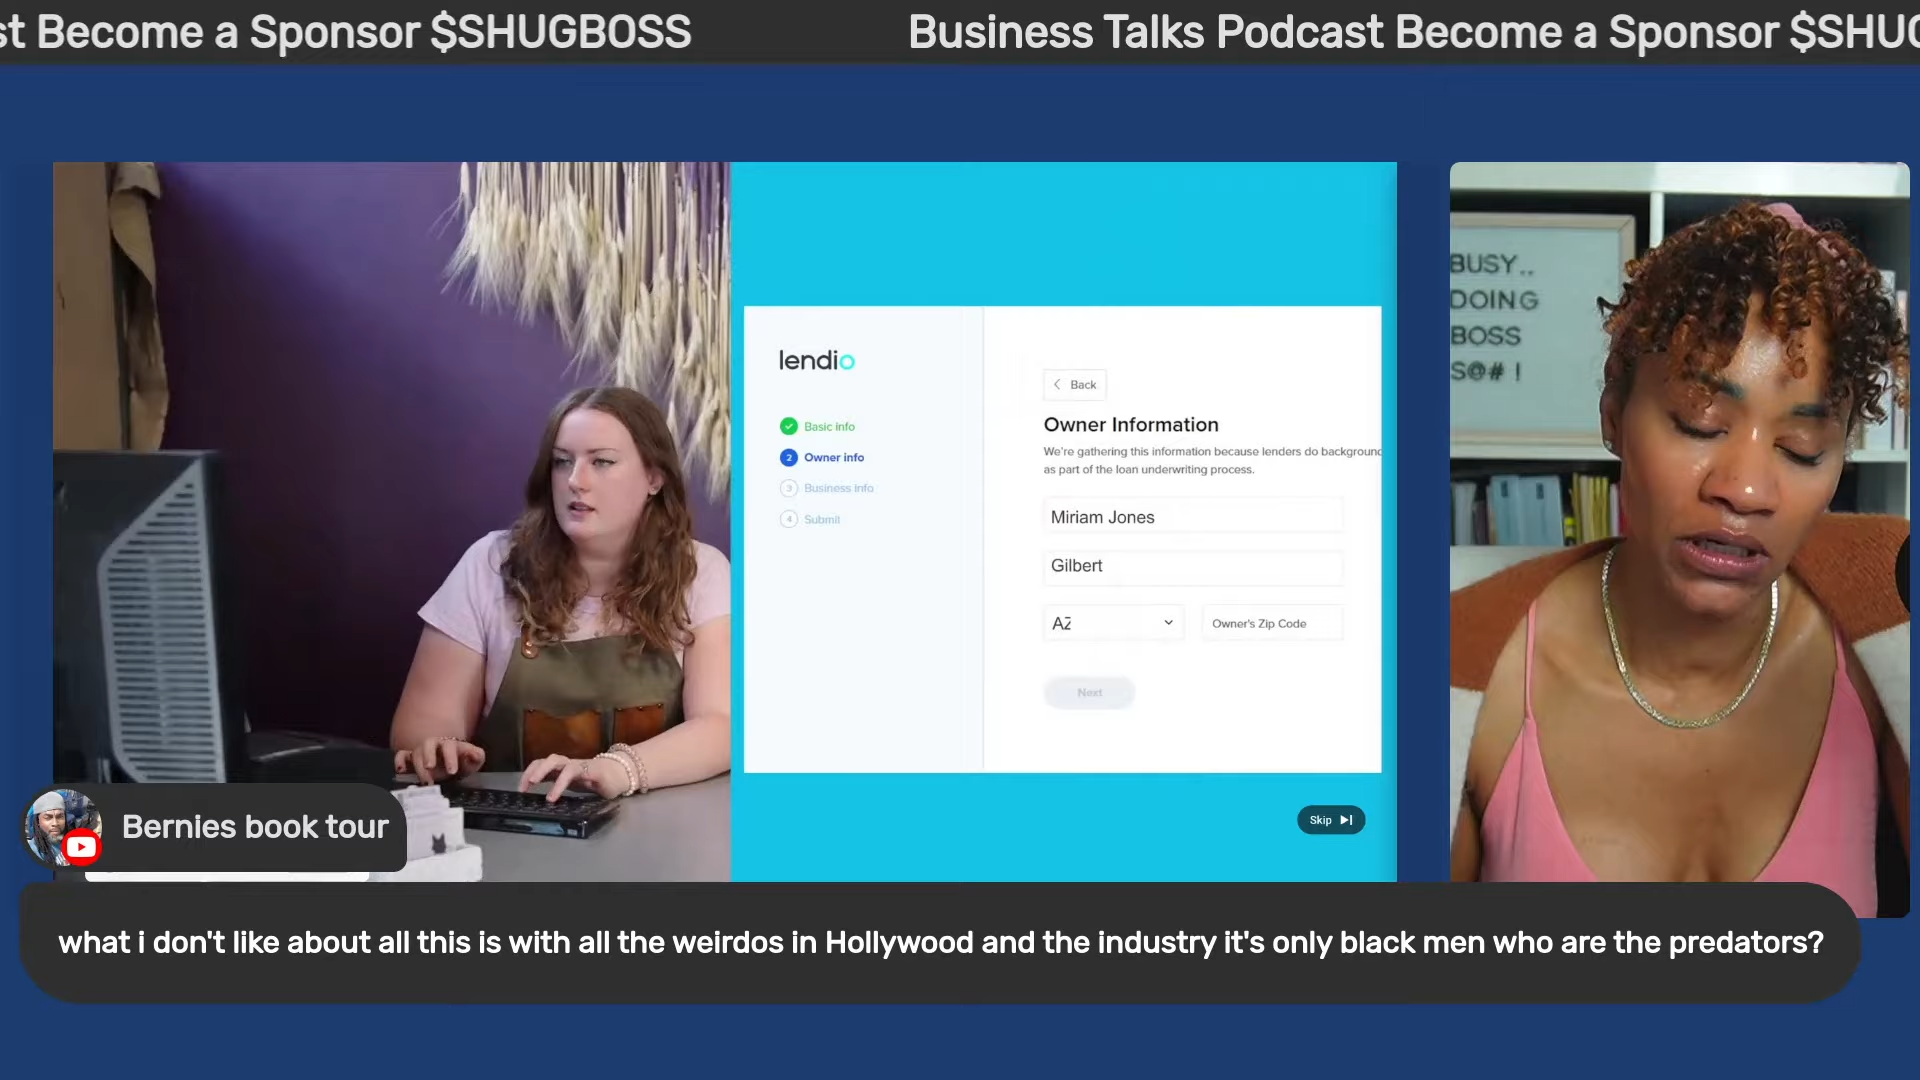 st Become a Sponsor $SHUGBOSS
Business Talks Podcast Become a Sponsor $SHUG
BUSY..
DOING
BOSS
S@# !
lendio
Basic info
2 Owner info
3 Business info
4 Submit
Back
Owner Information
We're gathering this information because lenders do background
as part of the loan underwriting process.
Miriam Jones
Gilbert
AZ
Owner's Zip Code
Next
Skip
Bernies book tour
what i don't like about all this is with all the weirdos in Hollywood and the industry it's only black men who are the predators?